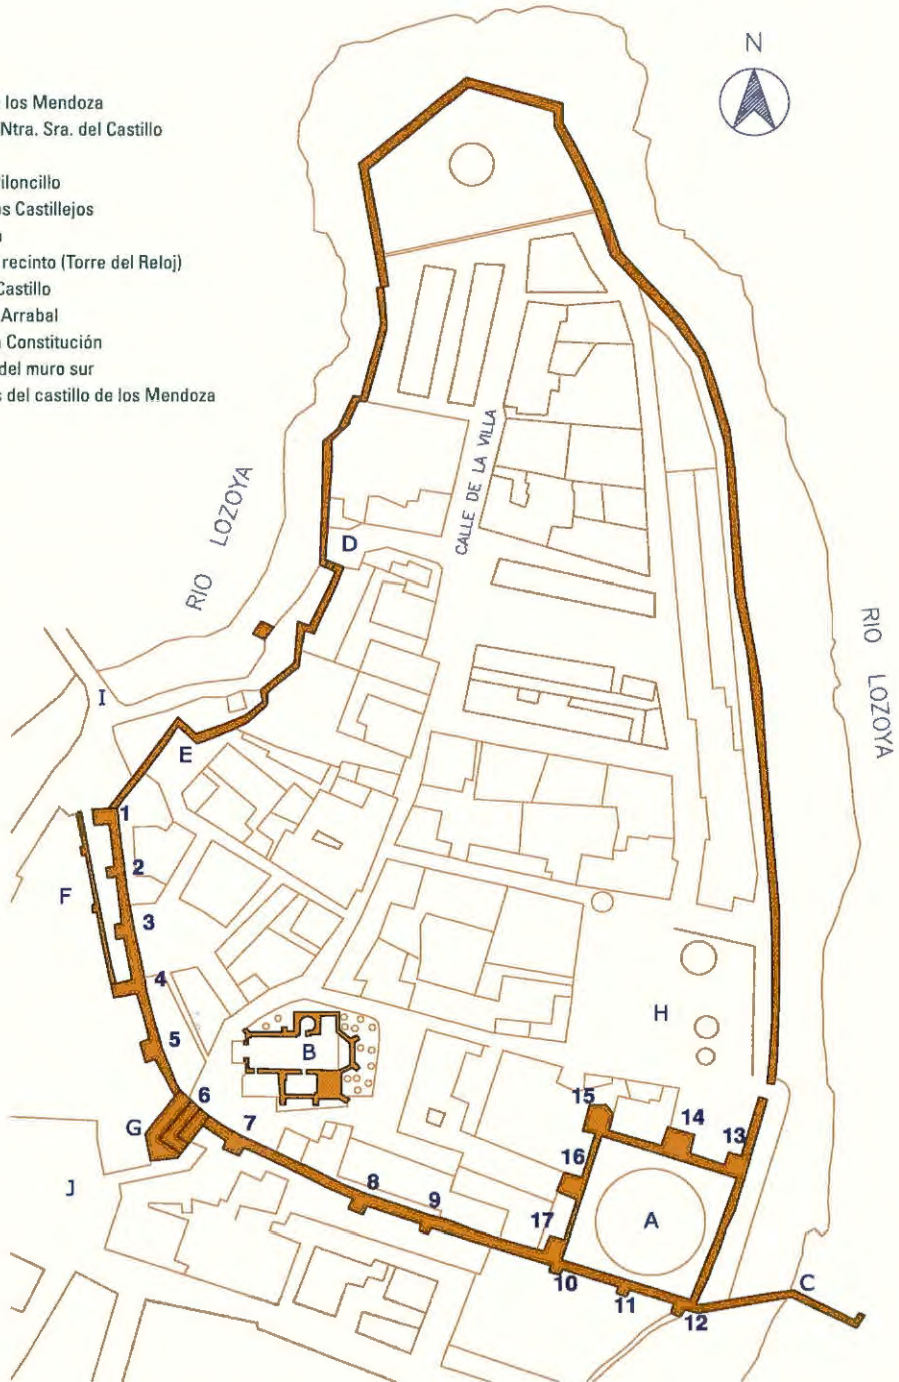 N
los Mendoza
Ntra. Sra. del Castillo
iloncillo
os Castillejos
recinto (Torre del Reloj)
Castillo
Arrabal
Constitución
del muro sur
s del castillo de los Mendoza
CALLE DE LA VILLA
RIO LOZOYA
D
RIO LOZOYA
I
E
1
2
F
3
4
H
5
B
6
15
G
7
14
13
16
J
8
9
17
A
10
C
11
12